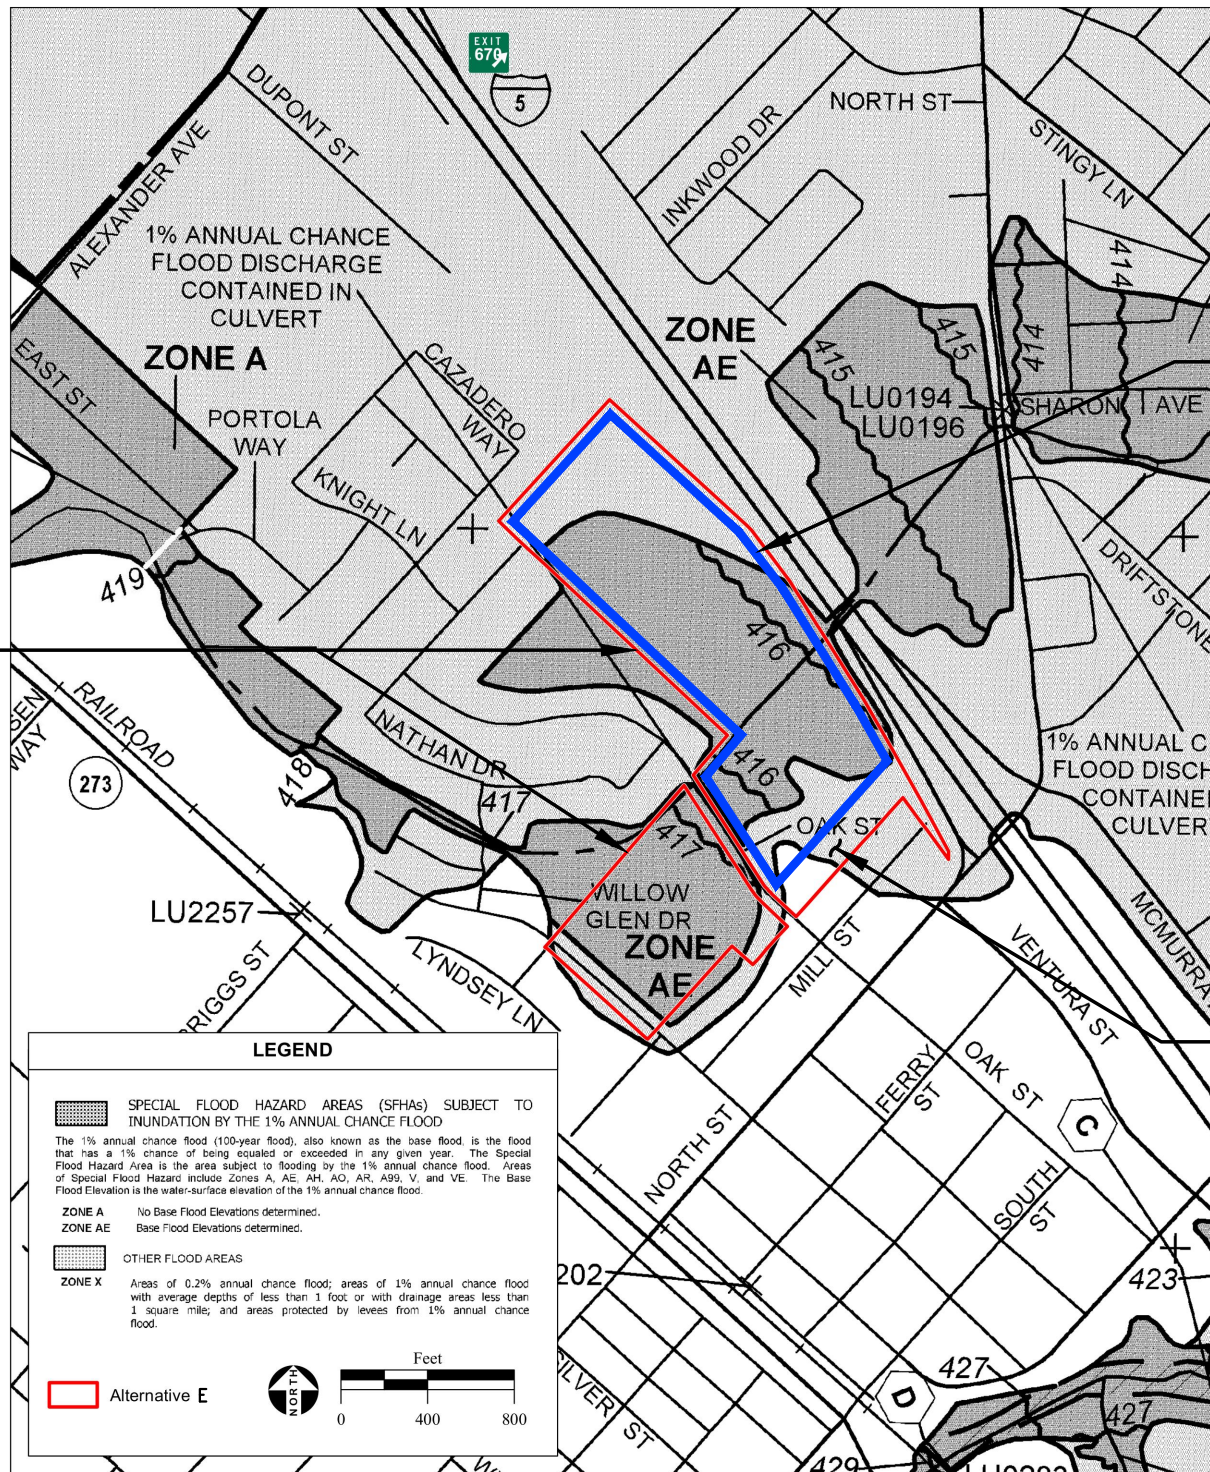 EXIT
670
5
DUPONT ST
ALEXANDER AVE
INKWOOD DR
NORTH ST
STINGY LN
1% ANNUAL CHANCE
FLOOD DISCHARGE
CONTAINED IN
CULVERT
ZONE A
EAST ST
PORTOLA
WAY
CAZADERO
WAY
KNIGHT LN
ZONE
AE
415
415
414
414
LU0194
LU0196
SHARON AVE
DRIFTSTONE
419
416
416
RAILROAD
SEN
WAY
273
418
NATHAN DR
417
417
OAK ST
WILLOW
GLEN DR
ZONE
AE
1% ANNUAL C
FLOOD DISCH
CONTAINE
CULVER
LU2257
LYNDSEY LN
BRIGGS ST
MILL ST
VENTURA ST
MCMURRA
FERRY
ST
OAK ST
C
NORTH ST
SOUTH
ST
423
202
SILVER ST
427
427
D
429
LEGEND
SPECIAL FLOOD HAZARD AREAS (SFHAs) SUBJECT TO
INUNDATION BY THE 1% ANNUAL CHANCE FLOOD
The 1% annual chance flood (100-year flood), also known as the base flood, is the flood
that has a 1% chance of being equaled or exceeded in any given year. The Special
Flood Hazard Area is the area subject to flooding by the 1% annual chance flood. Areas
of Special Flood Hazard include Zones A, AE, AH, AO, AR, A99, V, and VE. The Base
Flood Elevation is the water-surface elevation of the 1% annual chance flood.
ZONE A No Base Flood Elevations determined.
ZONE AE Base Flood Elevations determined.
OTHER FLOOD AREAS
ZONE X Areas of 0.2% annual chance flood; areas of 1% annual chance flood
with average depths of less than 1 foot or with drainage areas less than
1 square mile; and areas protected by levees from 1% annual chance
flood.
Alternative E
NORTH
Feet
0 400 800